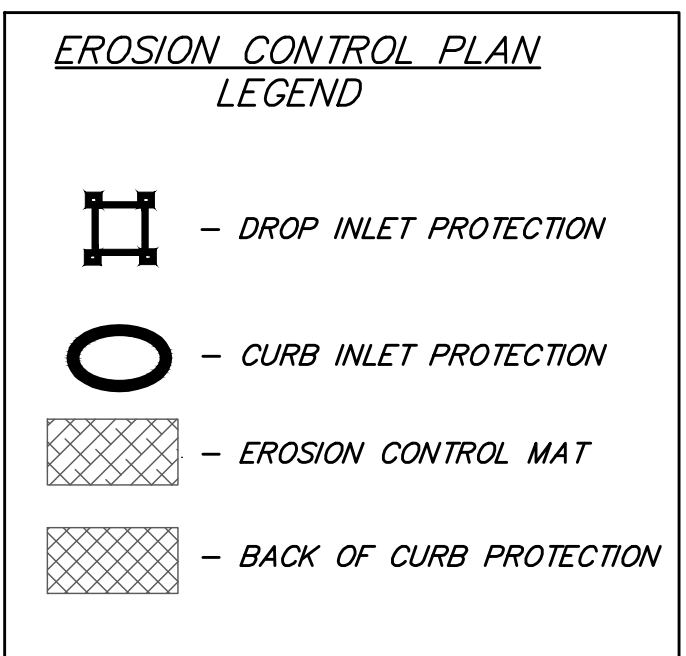 EROSION CONTROL PLAN
LEGEND
- DROP INLET PROTECTION
- CURB INLET PROTECTION
- EROSION CONTROL MAT
- BACK OF CURB PROTECTION